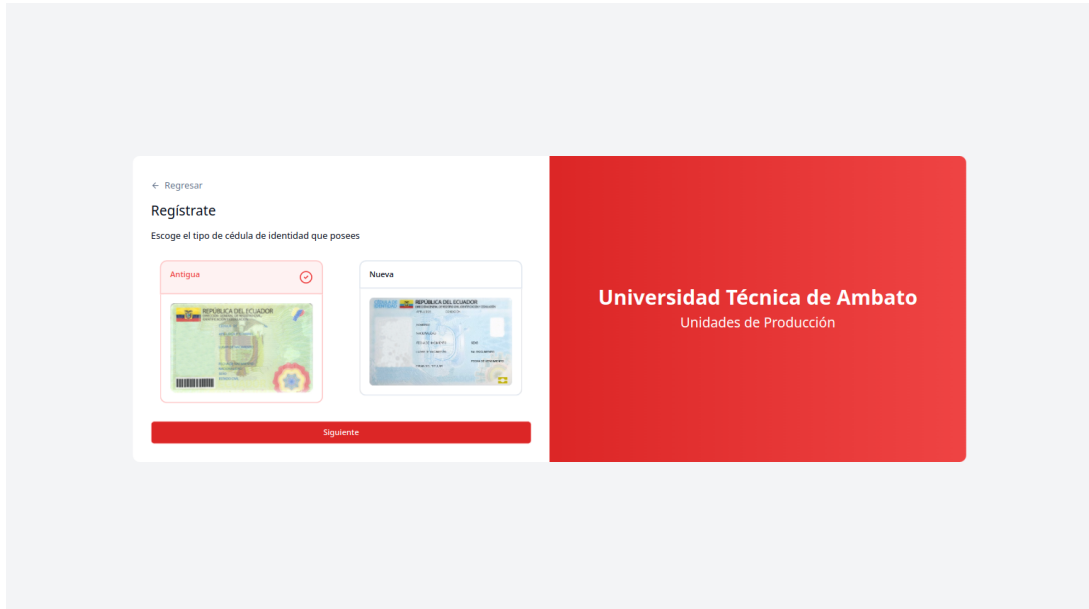 ← Regresar
Regístrate
Escoge el tipo de cédula de identidad que posees
Antigua
REPÚBLICA DEL ECUADOR
Nueva
REPÚBLICA DEL ECUADOR
Siguiente
Universidad Técnica de Ambato
Unidades de Producción